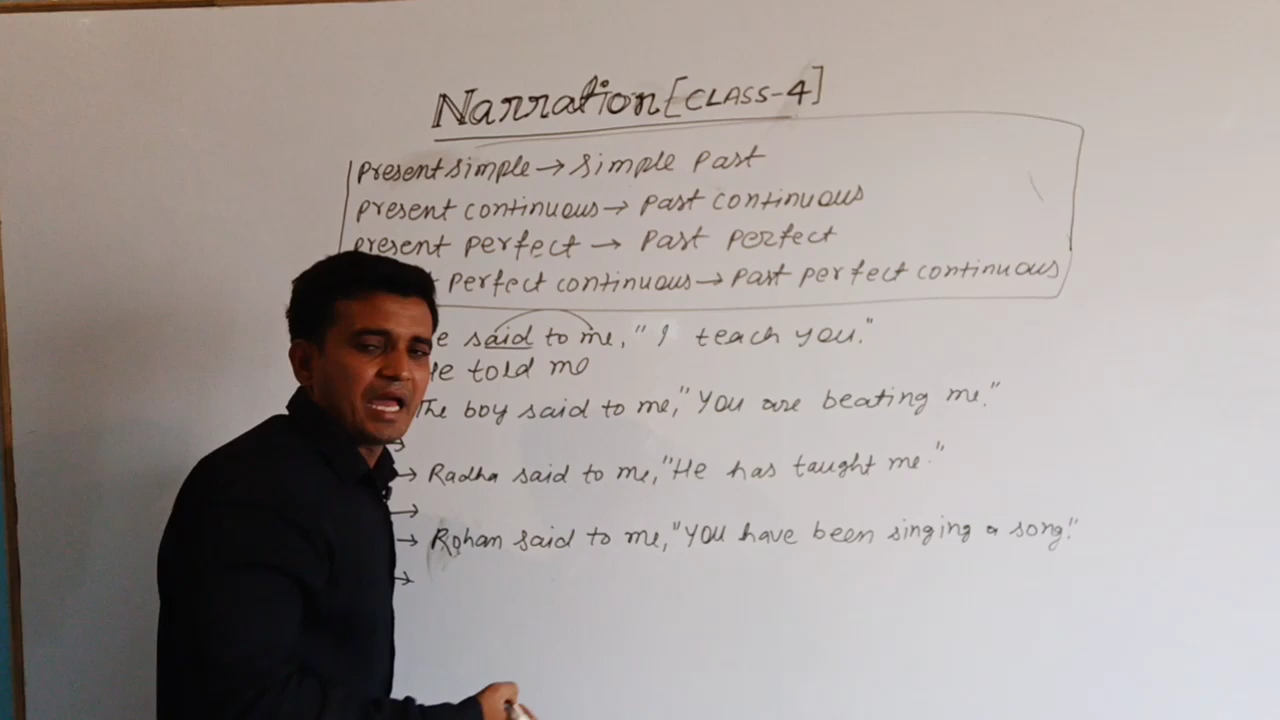 Narration [CLASS-4]
Present simple → simple past
Present continuous → past continuous
Present perfect → past perfect
perfect continuous → past perfect continuous
said to me, "I teach you."
told me
The boy said to me, "You are beating me."
→
→ Radha said to me, "He has taught me."
→
→ Rohan said to me, "You have been singing a song!"
→